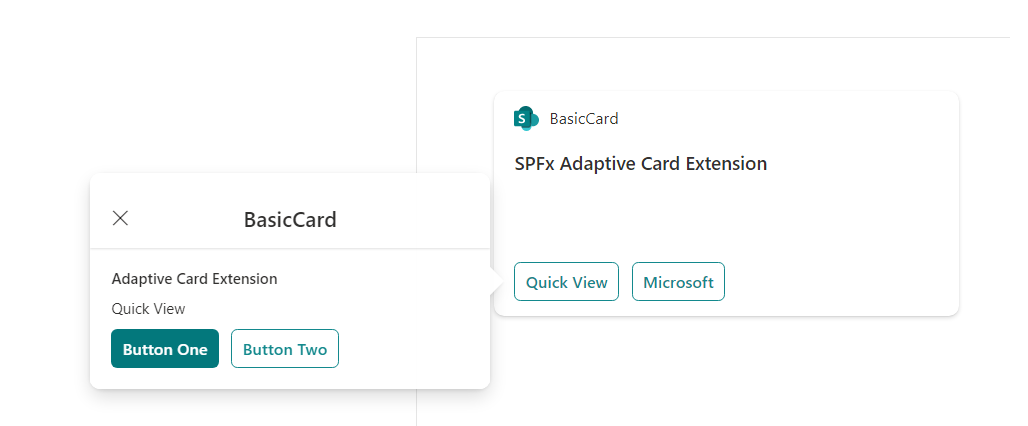 S BasicCard
SPFx Adaptive Card Extension
Quick View Microsoft
BasicCard
Adaptive Card Extension
Quick View
Button One Button Two